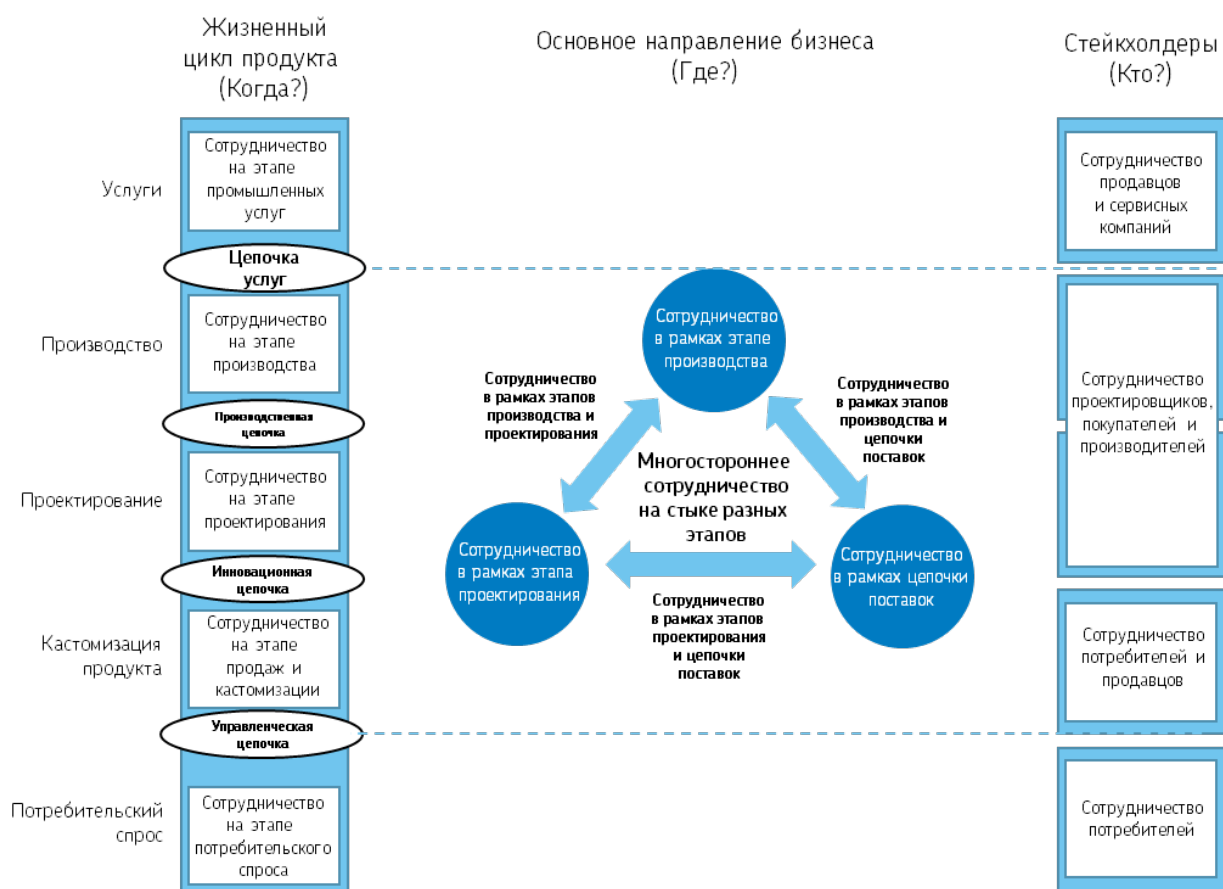 Жизненный
цикл продукта
(Когда?)
Основное направление бизнеса
(Где?)
Стейкхолдеры
(Кто?)
Услуги
Сотрудничество
на этапе
промышленных
услуг
Сотрудничество
продавцов
и сервисных
компаний
Цепочка
услуг
Производство
Сотрудничество
на этапе
производства
Производственная
цепочка
Проектирование
Сотрудничество
на этапе
проектирования
Инновационная
цепочка
Кастомизация
продукта
Сотрудничество
на этапе
продаж и
кастомизации
Управленческая
цепочка
Потребительский
спрос
Сотрудничество
на этапе
потребительского
спроса
Сотрудничество
в рамках этапе
производства
Сотрудничество
в рамках этапов
производства и
проектирования
Сотрудничество
в рамках этапов
производства и
цепочки
поставок
Многостороннее
сотрудничество
на стыке разных
этапов
Сотрудничество
в рамках этапа
проектирования
Сотрудничество
в рамках цепочки
поставок
Сотрудничество
в рамках этапов
проектирования
и цепочки
поставок
Сотрудничество
проектировщиков,
покупателей и
производителей
Сотрудничество
потребителей и
продавцов
Сотрудничество
потребителей